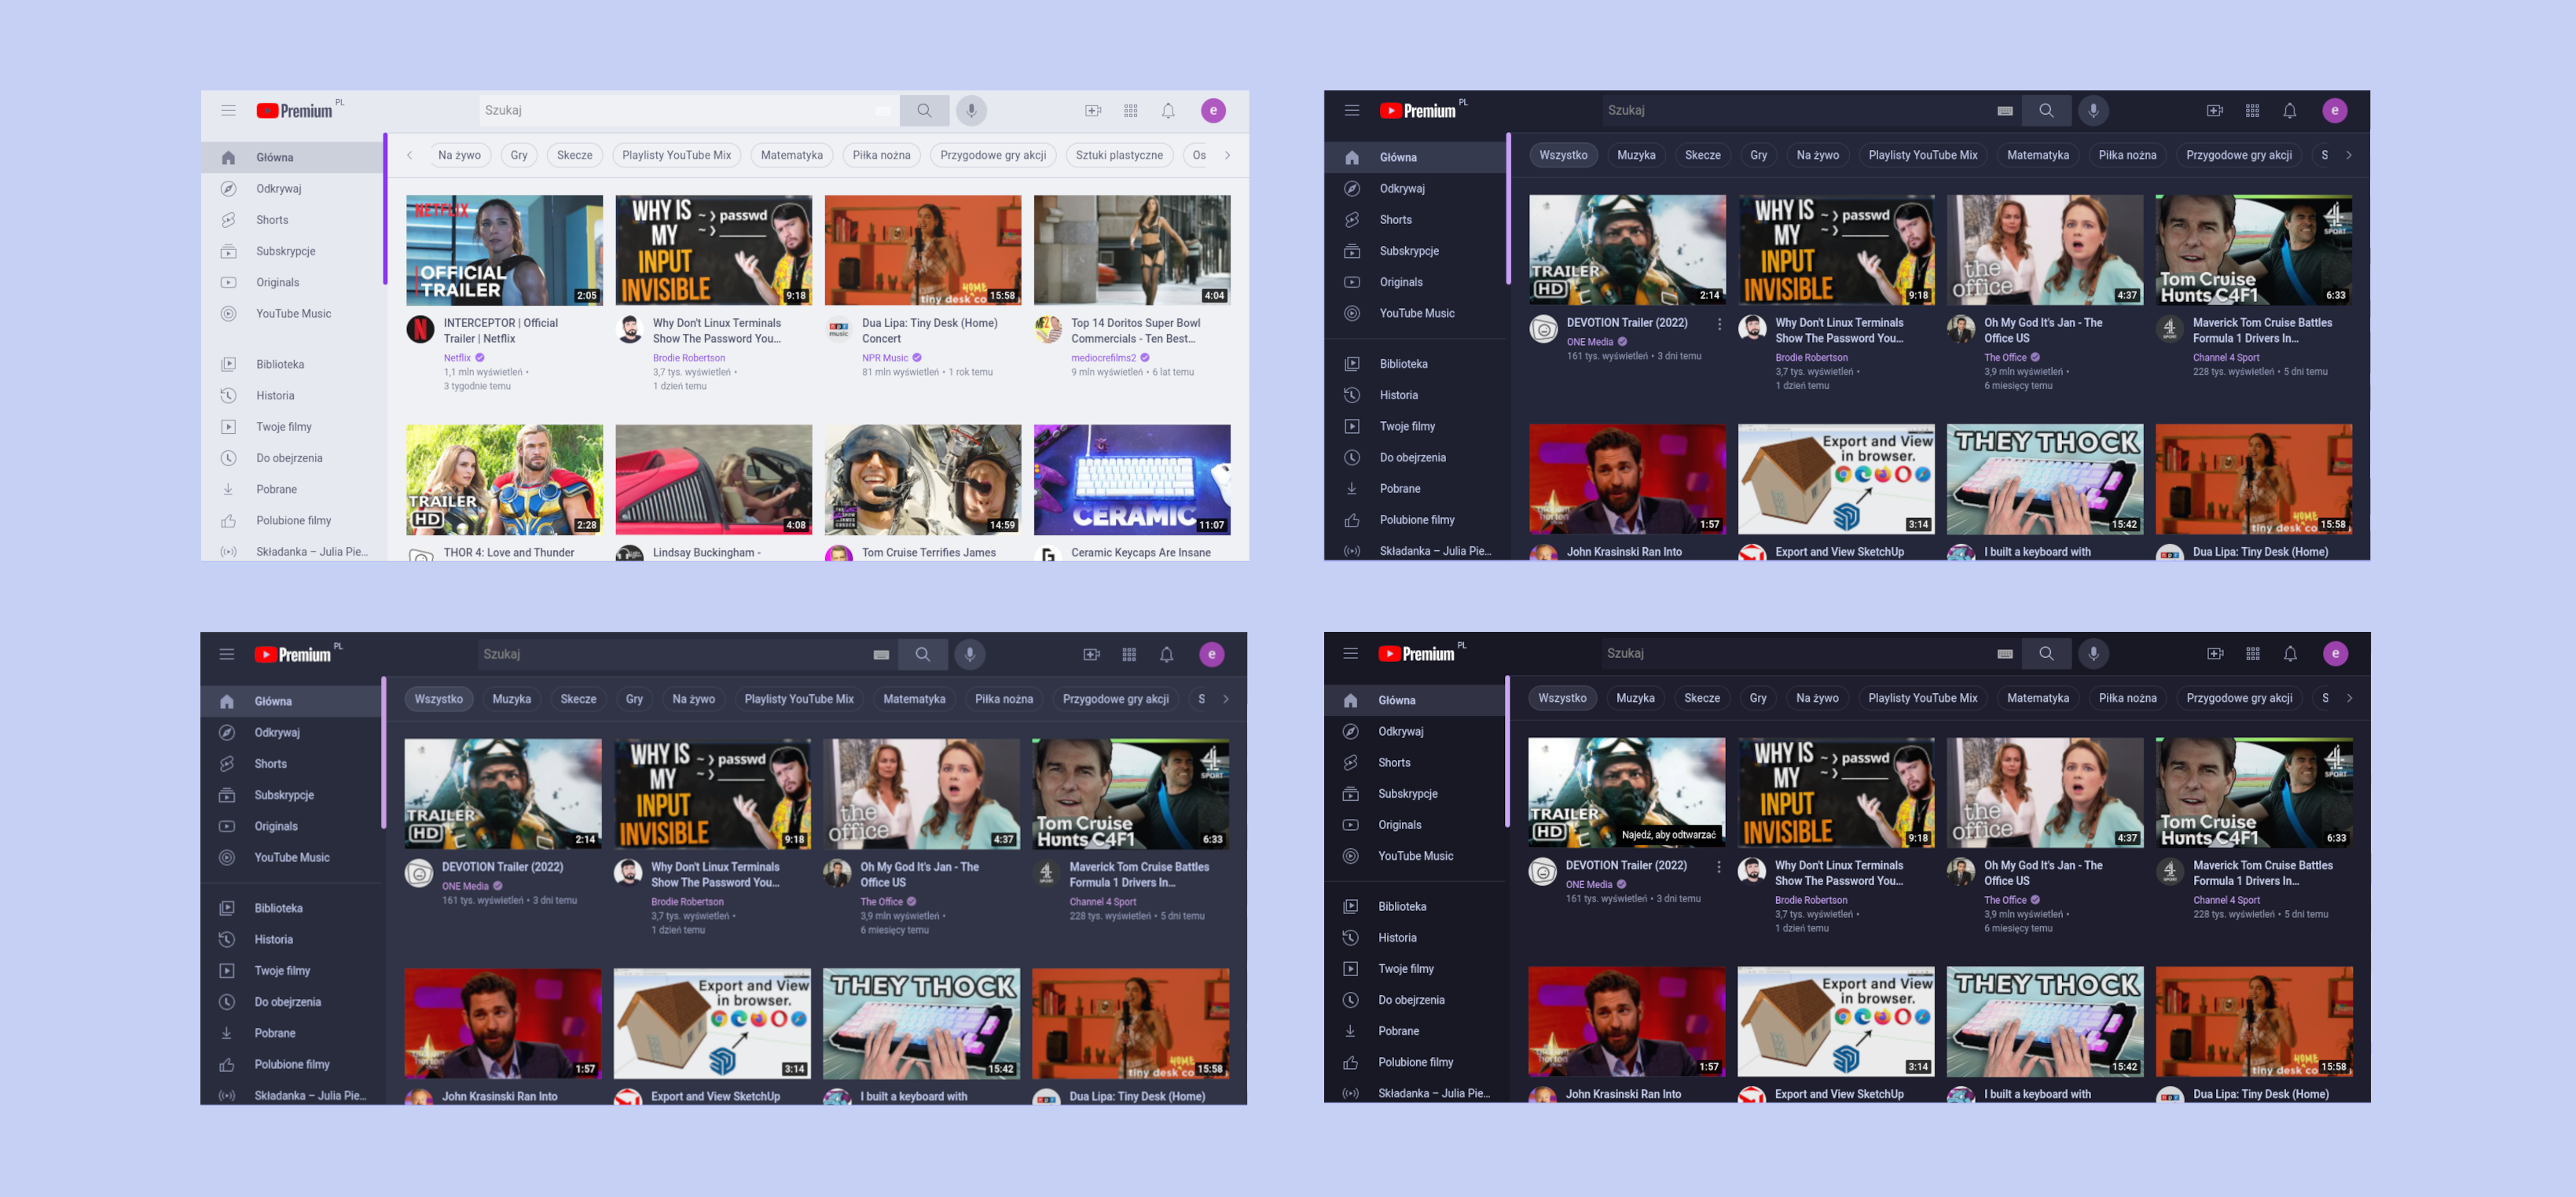 Premium PL
Szukaj
e
Główna
Odkrywaj
Shorts
Subskrypcje
Originals
YouTube Music
Biblioteka
Historia
Twoje filmy
Do obejrzenia
Pobrane
Polubione filmy
Składanka – Julia Pie...
Na żywo
Gry
Skecze
Playlisty YouTube Mix
Matematyka
Piłka nożna
Przygodowe gry akcji
Sztuki plastyczne
Os
NETFLIX
OFFICIAL
TRAILER
2:05
WHY IS
MY
INPUT
INVISIBLE
~ ❯ passwd
~ ❯
9:18
HOME
tiny desk co
15:58
4:04
INTERCEPTOR | Official
Trailer | Netflix
Netflix
1,1 mln wyświetleń •
3 tygodnie temu
Why Don't Linux Terminals
Show The Password You...
Brodie Robertson
3,7 tys. wyświetleń •
1 dzień temu
npr
music
Dua Lipa: Tiny Desk (Home)
Concert
NPR Music
81 mln wyświetleń • 1 rok temu
Top 14 Doritos Super Bowl
Commercials - Ten Best...
mediocrefilms2
9 mln wyświetleń • 6 lat temu
TRAILER
HD
2:28
4:08
14:59
CERAMIC
11:07
THOR 4: Love and Thunder
Lindsay Buckingham -
Tom Cruise Terrifies James
Ceramic Keycaps Are Insane
Premium PL
Szukaj
e
Główna
Odkrywaj
Shorts
Subskrypcje
Originals
YouTube Music
Biblioteka
Historia
Twoje filmy
Do obejrzenia
Pobrane
Polubione filmy
Składanka – Julia Pie...
Wszystko
Muzyka
Skecze
Gry
Na żywo
Playlisty YouTube Mix
Matematyka
Piłka nożna
Przygodowe gry akcji
S
TRAILER
HD
2:14
WHY IS
MY
INPUT
INVISIBLE
~ ❯ passwd
~ ❯
9:18
the
office
4:37
4
SPORT
Tom Cruise
Hunts C4F1
6:33
DEVOTION Trailer (2022)
ONE Media
161 tys. wyświetleń • 3 dni temu
Why Don't Linux Terminals
Show The Password You...
Brodie Robertson
3,7 tys. wyświetleń •
1 dzień temu
Oh My God It's Jan - The
Office US
The Office
3,9 mln wyświetleń •
6 miesięcy temu
Maverick Tom Cruise Battles
Formula 1 Drivers In...
Channel 4 Sport
228 tys. wyświetleń • 5 dni temu
1:57
Export and View
in browser.
3:14
THEY THOCK
15:42
HOME
tiny desk co
15:58
John Krasinski Ran Into
Export and View SketchUp
I built a keyboard with
Dua Lipa: Tiny Desk (Home)
Premium PL
Szukaj
e
Główna
Odkrywaj
Shorts
Subskrypcje
Originals
YouTube Music
Biblioteka
Historia
Twoje filmy
Do obejrzenia
Pobrane
Polubione filmy
Składanka – Julia Pie...
Wszystko
Muzyka
Skecze
Gry
Na żywo
Playlisty YouTube Mix
Matematyka
Piłka nożna
Przygodowe gry akcji
S
TRAILER
HD
2:14
WHY IS
MY
INPUT
INVISIBLE
~ ❯ passwd
~ ❯
9:18
the
office
4:37
4
SPORT
Tom Cruise
Hunts C4F1
6:33
DEVOTION Trailer (2022)
ONE Media
161 tys. wyświetleń • 3 dni temu
Why Don't Linux Terminals
Show The Password You...
Brodie Robertson
3,7 tys. wyświetleń •
1 dzień temu
Oh My God It's Jan - The
Office US
The Office
3,9 mln wyświetleń •
6 miesięcy temu
Maverick Tom Cruise Battles
Formula 1 Drivers In...
Channel 4 Sport
228 tys. wyświetleń • 5 dni temu
1:57
Export and View
in browser.
3:14
THEY THOCK
15:42
HOME
tiny desk co
15:58
John Krasinski Ran Into
Export and View SketchUp
I built a keyboard with
Dua Lipa: Tiny Desk (Home)
Premium PL
Szukaj
e
Główna
Odkrywaj
Shorts
Subskrypcje
Originals
YouTube Music
Biblioteka
Historia
Twoje filmy
Do obejrzenia
Pobrane
Polubione filmy
Składanka – Julia Pie...
Wszystko
Muzyka
Skecze
Gry
Na żywo
Playlisty YouTube Mix
Matematyka
Piłka nożna
Przygodowe gry akcji
S
TRAILER
HD
Najedź, aby odtwarzać
WHY IS
MY
INPUT
INVISIBLE
~ ❯ passwd
~ ❯
9:18
the
office
4:37
4
SPORT
Tom Cruise
Hunts C4F1
6:33
DEVOTION Trailer (2022)
ONE Media
161 tys. wyświetleń • 3 dni temu
Why Don't Linux Terminals
Show The Password You...
Brodie Robertson
3,7 tys. wyświetleń •
1 dzień temu
Oh My God It's Jan - The
Office US
The Office
3,9 mln wyświetleń •
6 miesięcy temu
Maverick Tom Cruise Battles
Formula 1 Drivers In...
Channel 4 Sport
228 tys. wyświetleń • 5 dni temu
1:57
Export and View
in browser.
3:14
THEY THOCK
15:42
HOME
tiny desk co
15:58
John Krasinski Ran Into
Export and View SketchUp
I built a keyboard with
Dua Lipa: Tiny Desk (Home)